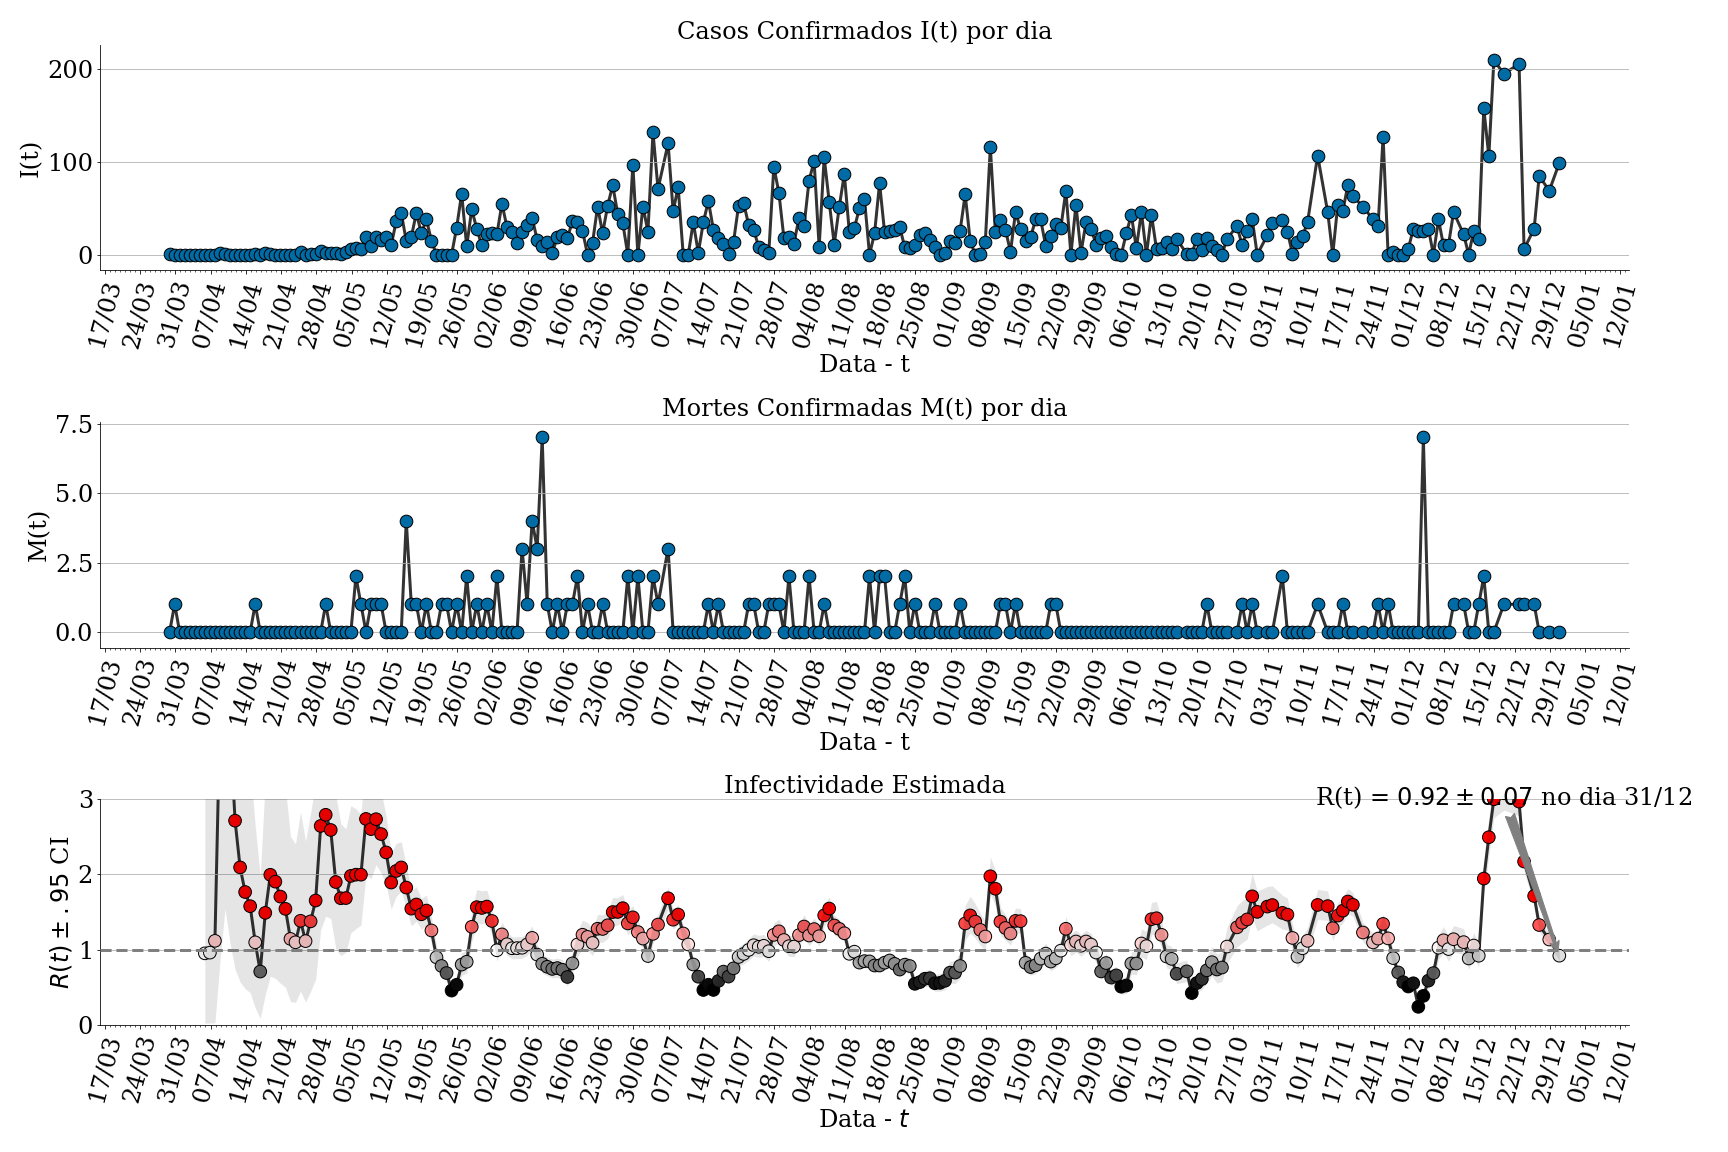 Casos Confirmados I(t) por dia
I(t)
200
100
0
17/03 24/03 31/03 07/04 14/04 21/04 28/04 05/05 12/05 19/05 26/05 02/06 09/06 16/06 23/06 30/06 07/07 14/07 21/07 28/07 04/08 11/08 18/08 25/08 01/09 08/09 15/09 22/09 29/09 06/10 13/10 20/10 27/10 03/11 10/11 17/11 24/11 01/12 08/12 15/12 22/12 29/12 05/01 12/01
Data - t
Mortes Confirmadas M(t) por dia
M(t)
7.5
5.0
2.5
0.0
17/03 24/03 31/03 07/04 14/04 21/04 28/04 05/05 12/05 19/05 26/05 02/06 09/06 16/06 23/06 30/06 07/07 14/07 21/07 28/07 04/08 11/08 18/08 25/08 01/09 08/09 15/09 22/09 29/09 06/10 13/10 20/10 27/10 03/11 10/11 17/11 24/11 01/12 08/12 15/12 22/12 29/12 05/01 12/01
Data - t
Infectividade Estimada
R(t) = 0.92 ± 0.07 no dia 31/12
R(t) ± .95 CI
3
2
1
0
17/03 24/03 31/03 07/04 14/04 21/04 28/04 05/05 12/05 19/05 26/05 02/06 09/06 16/06 23/06 30/06 07/07 14/07 21/07 28/07 04/08 11/08 18/08 25/08 01/09 08/09 15/09 22/09 29/09 06/10 13/10 20/10 27/10 03/11 10/11 17/11 24/11 01/12 08/12 15/12 22/12 29/12 05/01 12/01
Data - t